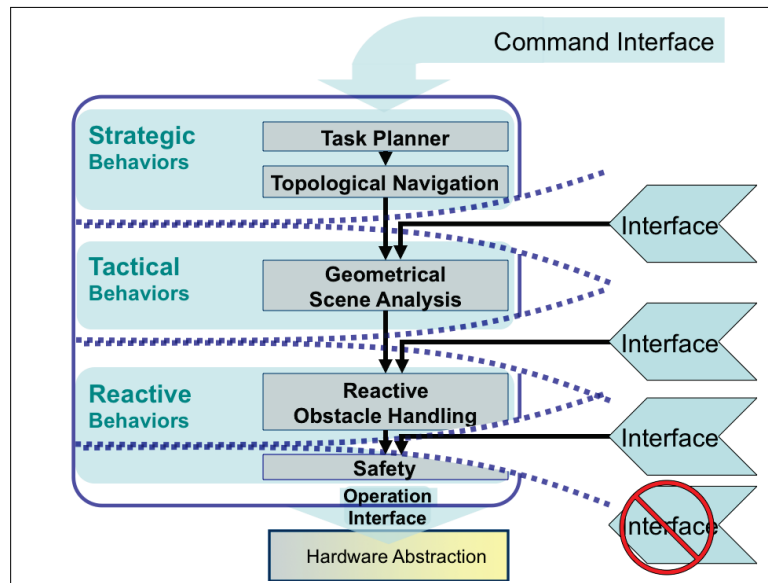 Command Interface
Strategic
Behaviors
Task Planner
Topological Navigation
Interface
Tactical
Behaviors
Geometrical
Scene Analysis
Interface
Reactive
Behaviors
Reactive
Obstacle Handling
Interface
Safety
Operation
Interface
Interface
Hardware Abstraction